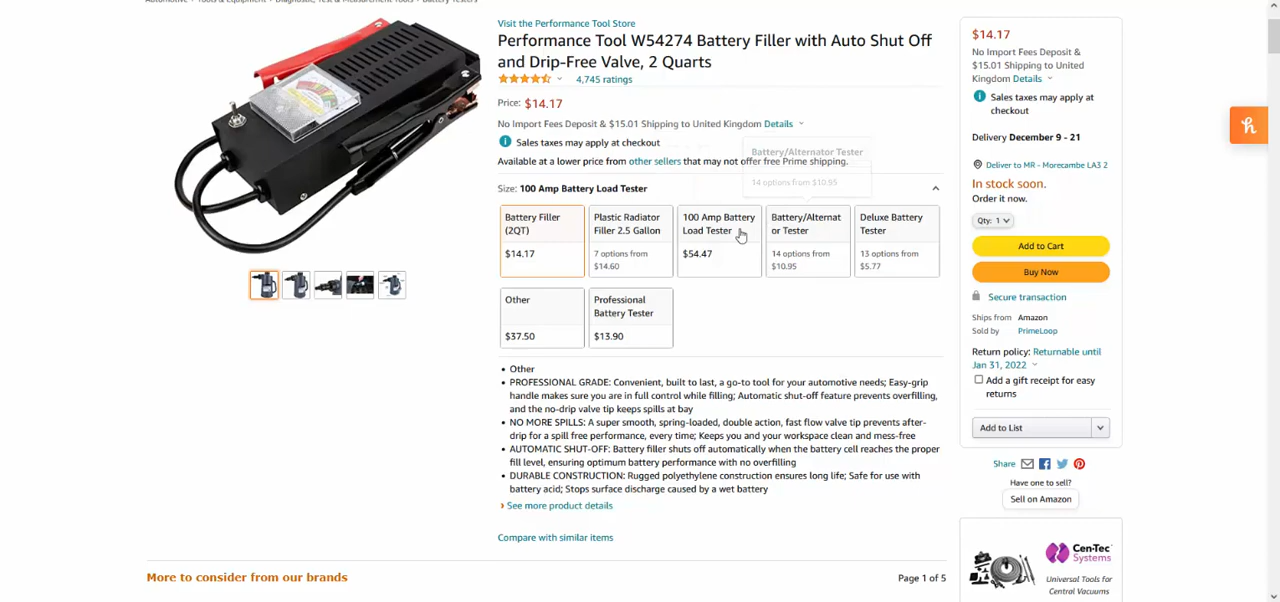 Automotive › Tools & Equipment › Diagnostic, Test & Measurement Tools › Battery Testers
Visit the Performance Tool Store
Performance Tool W54274 Battery Filler with Auto Shut Off
and Drip-Free Valve, 2 Quarts
4,745 ratings
Price: $14.17
No Import Fees Deposit & $15.01 Shipping to United Kingdom Details
Sales taxes may apply at checkout
Available at a lower price from other sellers that may not offer free Prime shipping.
Battery/Alternator Tester
14 options from $10.95
Size: 100 Amp Battery Load Tester
Battery Filler
(2QT)
$14.17
Plastic Radiator
Filler 2.5 Gallon
7 options from
$14.60
100 Amp Battery
Load Tester
$54.47
Battery/Alternat
or Tester
14 options from
$10.95
Deluxe Battery
Tester
13 options from
$5.77
Other
$37.50
Professional
Battery Tester
$13.90
• Other
• PROFESSIONAL GRADE: Convenient, built to last, a go-to tool for your automotive needs; Easy-grip
handle makes sure you are in full control while filling; Automatic shut-off feature prevents overfilling,
and the no-drip valve tip keeps spills at bay
• NO MORE SPILLS: A super smooth, spring-loaded, double action, fast flow valve tip prevents after-
drip for a spill free performance, every time; Keeps you and your workspace clean and mess-free
• AUTOMATIC SHUT-OFF: Battery filler shuts off automatically when the battery cell reaches the proper
fill level, ensuring optimum battery performance with no overfilling
• DURABLE CONSTRUCTION: Rugged polyethylene construction ensures long life; Safe for use with
battery acid; Stops surface discharge caused by a wet battery
› See more product details
Compare with similar items
$14.17
No Import Fees Deposit &
$15.01 Shipping to United
Kingdom Details
Sales taxes may apply at
checkout
Delivery December 9 - 21
Deliver to MR - Morecambe LA3 2
In stock soon.
Order it now.
Qty: 1
Add to Cart
Buy Now
Secure transaction
Ships from Amazon
Sold by PrimeLoop
Return policy: Returnable until
Jan 31, 2022
Add a gift receipt for easy
returns
Add to List
Share
Have one to sell?
Sell on Amazon
Cen-Tec
Systems
Universal Tools for
Central Vacuums
More to consider from our brands
Page 1 of 5